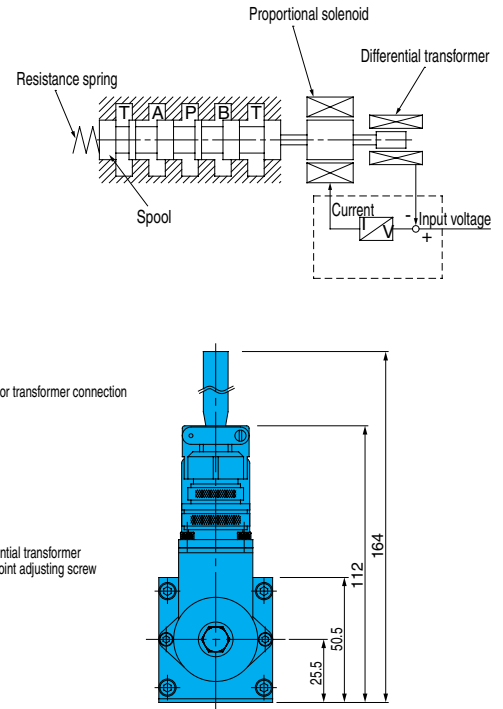 Proportional solenoid
Differential transformer
Resistance spring
T A P B T
Spool
Current
I
V
-
+
Input voltage
or transformer connection
ntial transformer
oint adjusting screw
25.5
50.5
112
164